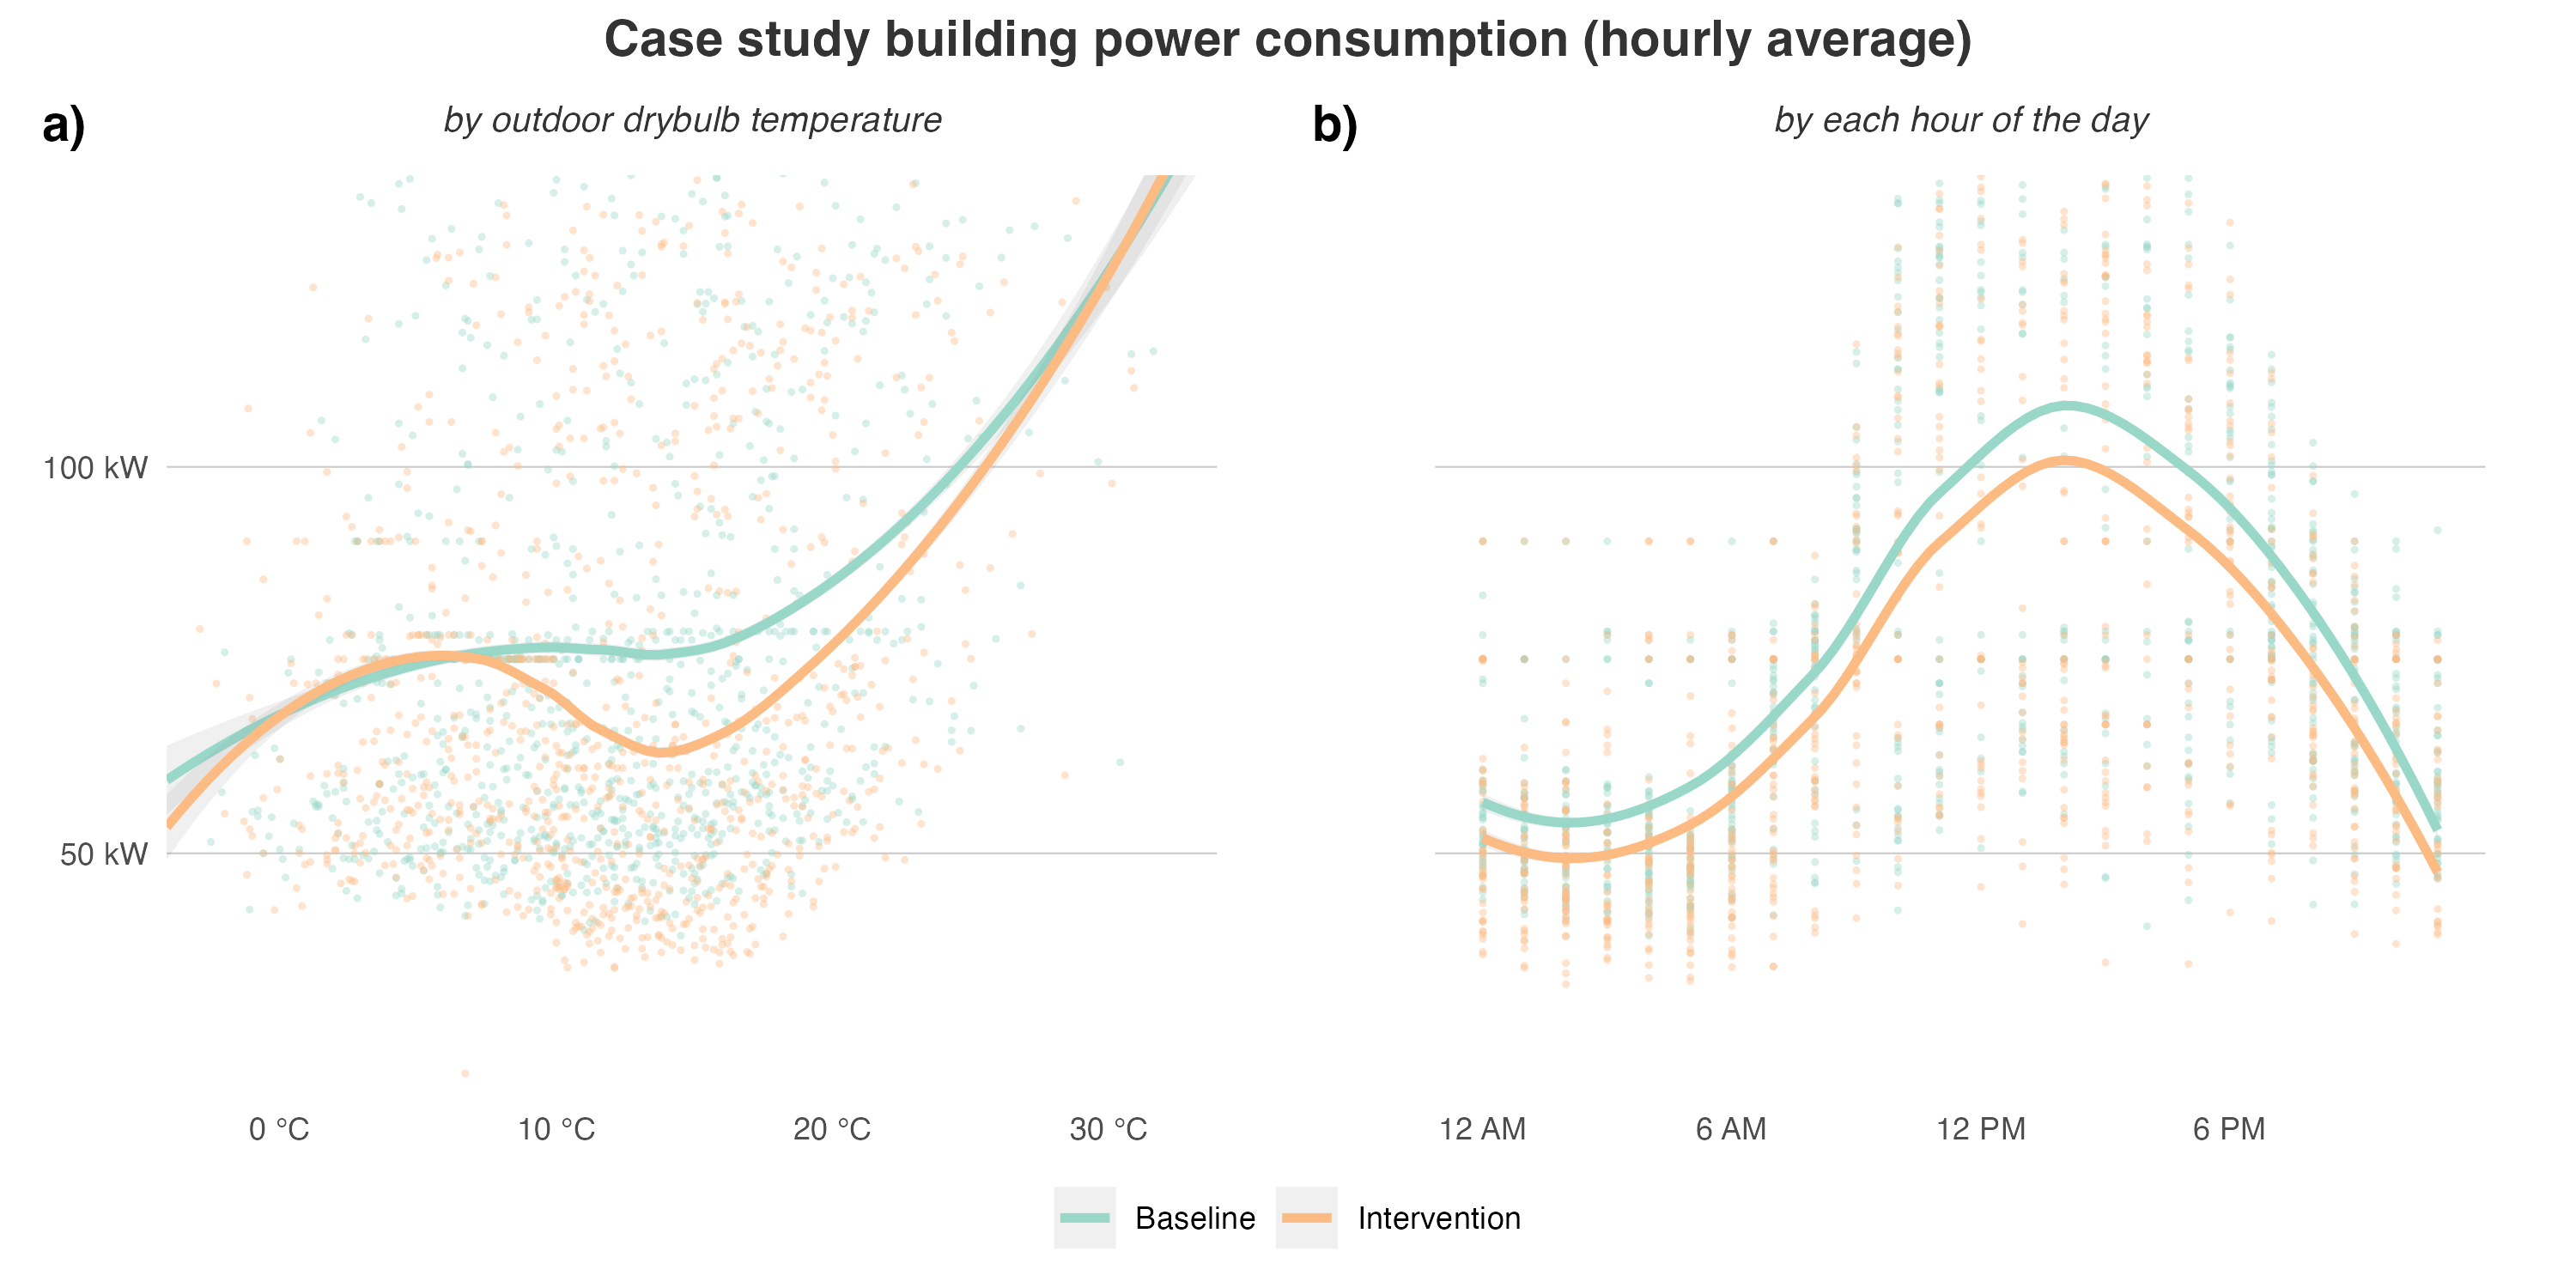 Case study building power consumption (hourly average)
a)
by outdoor drybulb temperature
b)
by each hour of the day
100 kW
50 kW
0 °C
10 °C
20 °C
30 °C
12 AM
6 AM
12 PM
6 PM
Baseline
Intervention